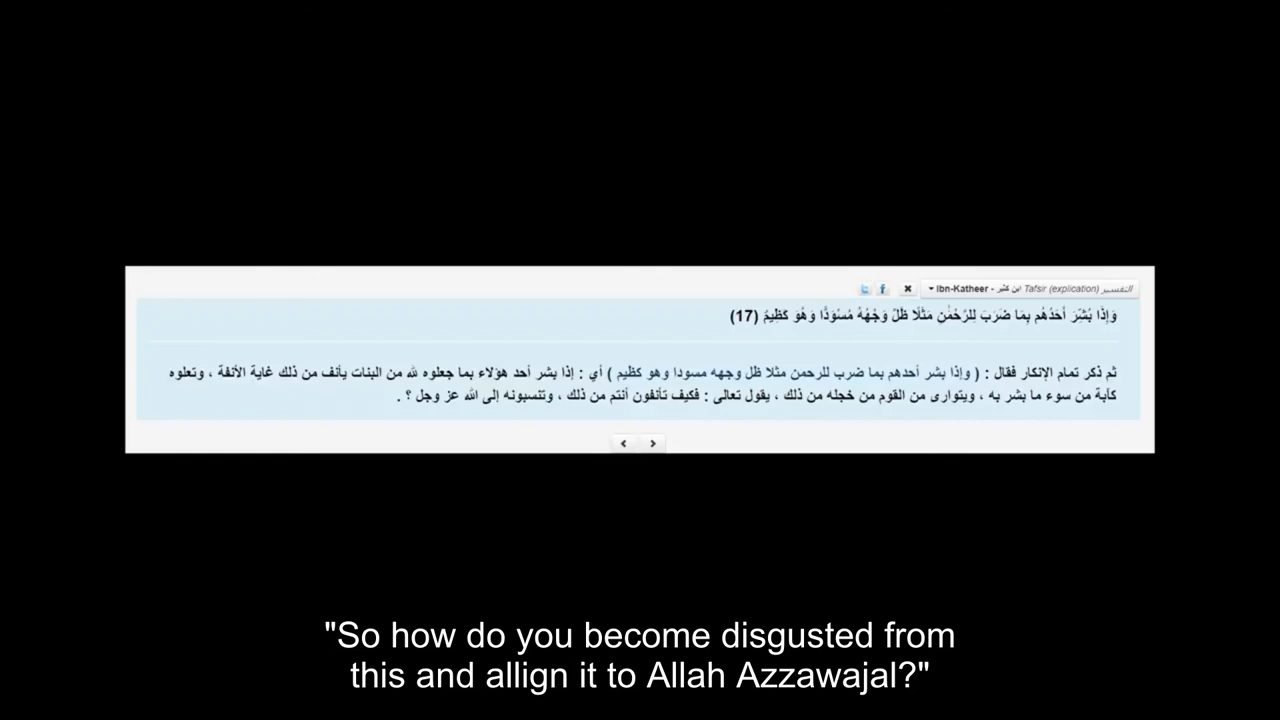 التفسير Tafsir (explication) ابن كثير - Ibn-Katheer
وَإِذَا بُشِّرَ أَحَدُهُم بِمَا ضَرَبَ لِلرَّحْمَٰنِ مَثَلًا ظَلَّ وَجْهُهُ مُسْوَدًّا وَهُوَ كَظِيمٌ (17)
ثم ذكر تمام الإنكار فقال : ( وإذا بشر أحدهم بما ضرب للرحمن مثلا ظل وجهه مسودا وهو كظيم ) أي : إذا بشر أحد هؤلاء بما جعلوه لله من البنات يأنف من ذلك غاية الأنفة ، وتعلوه
كآبة من سوء ما بشر به ، ويتوارى من القوم من خجله من ذلك ، يقول تعالى : فكيف تأنفون أنتم من ذلك ، وتنسبونه إلى الله عز وجل ؟ .
"So how do you become disgusted from
this and allign it to Allah Azzawajal?"